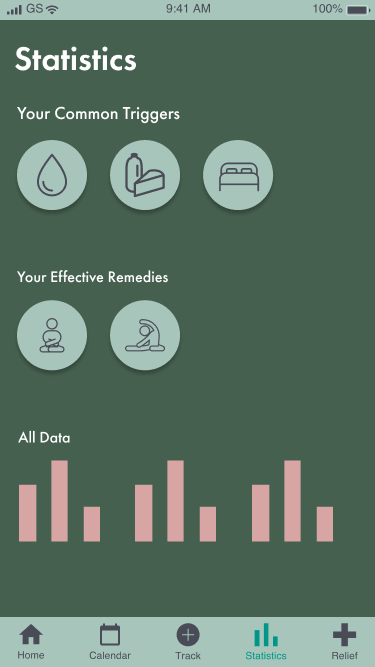 GS 9:41 AM 100%
Statistics
Your Common Triggers
Your Effective Remedies
All Data
Home Calendar Track Statistics Relief